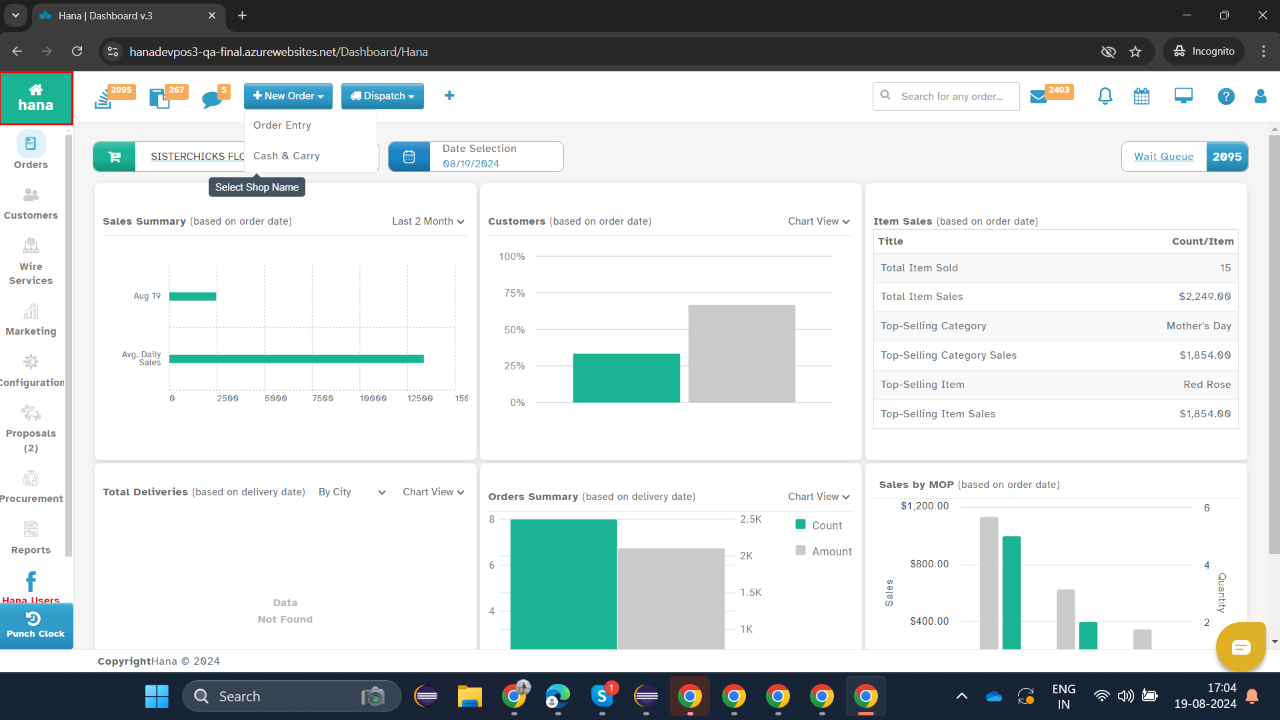 Hana | Dashboard v.3
hanadevpos3-qa-final.azurewebsites.net/Dashboard/Hana
Incognito
hana
2095
267
5
New Order
Dispatch
Search for any order...
2403
Order Entry
Cash & Carry
Select Shop Name
SISTERCHICKS FLO
Date Selection
08/19/2024
Wait Queue
2095
Orders
Customers
Wire
Services
Marketing
Configuration
Proposals
(2)
Procurement
Reports
Hana Users
Punch Clock
Sales Summary (based on order date)
Last 2 Month
Aug 19
Avg. Daily
Sales
0 2500 5000 7500 10000 12500 150
Customers (based on order date)
Chart View
100%
75%
50%
25%
0%
Item Sales (based on order date)
Title Count/Item
Total Item Sold 15
Total Item Sales $2,249.00
Top-Selling Category Mother's Day
Top-Selling Category Sales $1,854.00
Top-Selling Item Red Rose
Top-Selling Item Sales $1,854.00
Total Deliveries (based on delivery date)
By City
Chart View
Data
Not Found
Orders Summary (based on delivery date)
Chart View
8
6
4
2.5K
2K
1.5K
1K
Count
Amount
Sales by MOP (based on order date)
$1,200.00
$800.00
$400.00
Sales
6
4
2
Quantity
CopyrightHana © 2024
Search
1
ENG
IN
17:04
19-08-2024